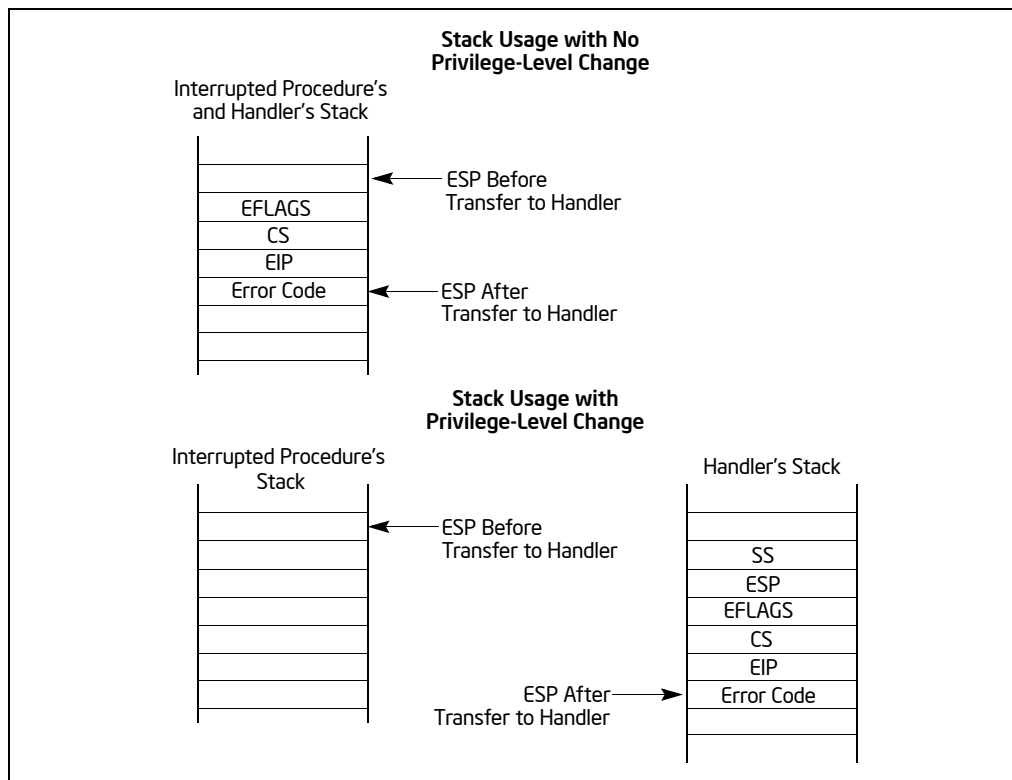 Stack Usage with No
Privilege-Level Change
Interrupted Procedure's
and Handler's Stack
ESP Before
Transfer to Handler
EFLAGS
CS
EIP
Error Code
ESP After
Transfer to Handler
Stack Usage with
Privilege-Level Change
Interrupted Procedure's
Stack
Handler's Stack
ESP Before
Transfer to Handler
SS
ESP
EFLAGS
CS
EIP
Error Code
ESP After
Transfer to Handler